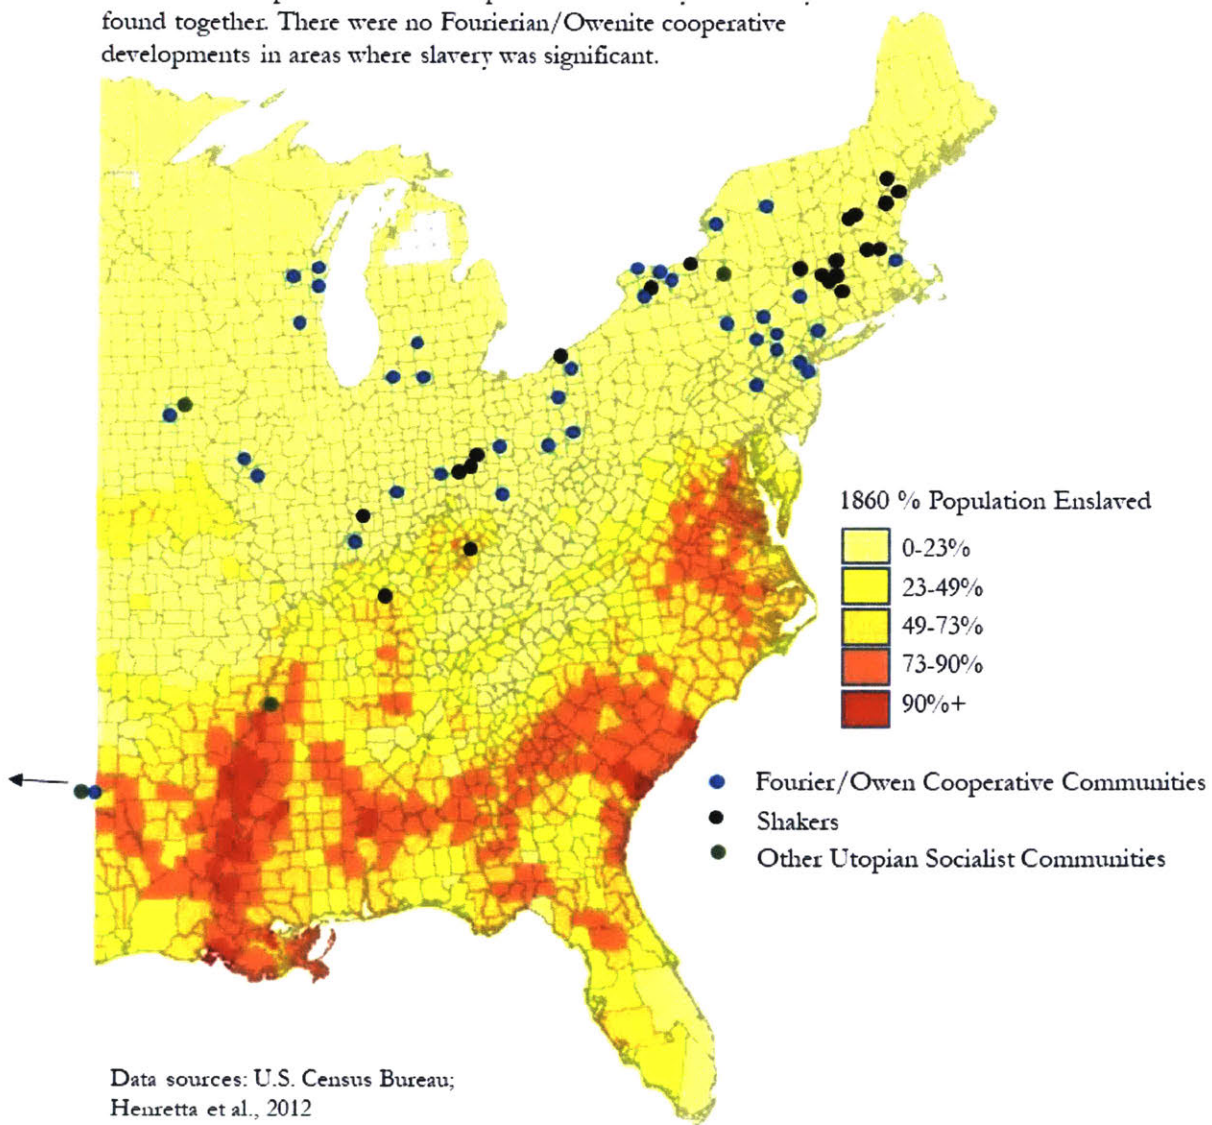 found together. There were no Fourierian/Owenite cooperative
developments in areas where slavery was significant.
1860 % Population Enslaved
0-23%
23-49%
49-73%
73-90%
90%+
Fourier/Owen Cooperative Communities
Shakers
Other Utopian Socialist Communities
Data sources: U.S. Census Bureau;
Henretta et al., 2012